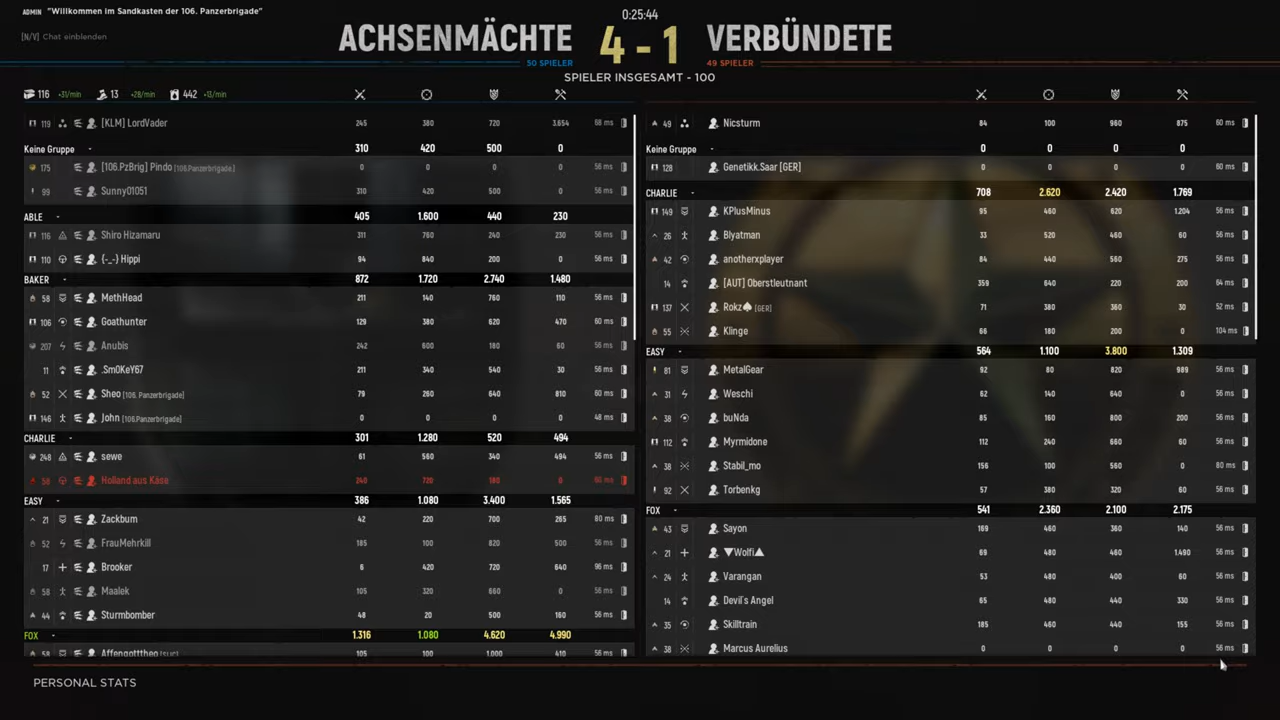 ADMIN "Willkommen im Sandkasten der 106. Panzerbrigade"
[N/V] Chat einblenden
0:25:44
ACHSENMÄCHTE 4 - 1 VERBÜNDETE
50 SPIELER 49 SPIELER
SPIELER INSGESAMT - 100
116 +31/min 13 +28/min 442 +13/min
119 [KLM] LordVader 245 380 720 3.654 68 ms
Keine Gruppe - 310 420 500 0
175 [106.PzBrig] Pindo [106.Panzerbrigade] 0 0 0 0 56 ms
99 Sunny01051 310 420 500 0 56 ms
ABLE - 405 1.600 440 230
116 Shiro Hizamaru 311 760 240 230 56 ms
110 {-_-} Hippi 94 840 200 0 56 ms
BAKER - 872 1.720 2.740 1.480
58 MethHead 211 140 760 110 56 ms
106 Goathunter 129 380 620 470 60 ms
207 Anubis 242 600 180 60 56 ms
11 .Sm0KeY67 211 340 540 30 56 ms
52 Sheo [106. Panzerbrigade] 79 260 640 810 60 ms
146 John [106.Panzerbrigade] 0 0 0 0 48 ms
CHARLIE - 301 1.280 520 494
248 sewe 61 560 340 494 56 ms
58 Holland aus Käse 240 720 180 0 60 ms
EASY - 386 1.080 3.400 1.565
21 Zackbum 42 220 700 265 80 ms
52 FrauMehrkill 185 100 820 500 56 ms
17 Brooker 6 420 720 640 96 ms
58 Maalek 105 320 660 0 56 ms
44 Sturmbomber 48 20 500 160 56 ms
FOX - 1.316 1.080 4.620 4.990
58 Affengotttheo 105 100 1.000 410 56 ms
49 Nicsturm 84 100 960 875 60 ms
Keine Gruppe - 0 0 0 0
128 Genetikk.Saar [GER] 0 0 0 0 60 ms
CHARLIE - 708 2.620 2.420 1.769
149 KPlusMinus 95 460 620 1.204 56 ms
26 Blyatman 33 520 460 60 56 ms
42 anotherxplayer 84 440 560 275 56 ms
14 [AUT] Oberstleutnant 359 640 220 200 64 ms
137 Rokz♠ [GER] 71 380 360 30 52 ms
55 Klinge 66 180 200 0 104 ms
EASY - 564 1.100 3.800 1.309
81 MetalGear 92 80 820 989 56 ms
31 Weschi 62 140 640 0 56 ms
38 buNda 85 160 800 200 56 ms
112 Myrmidone 112 240 660 60 56 ms
38 Stabil_mo 156 100 560 0 80 ms
92 Torbenkg 57 380 320 60 56 ms
FOX - 541 2.360 2.100 2.175
43 Sayon 169 460 360 140 56 ms
21 ▼Wolfi▲ 69 480 460 1.490 56 ms
24 Varangan 53 480 400 60 56 ms
14 Devil's Angel 65 480 440 330 56 ms
35 Skilltrain 185 460 440 155 56 ms
38 Marcus Aurelius 0 0 0 0 56 ms
PERSONAL STATS